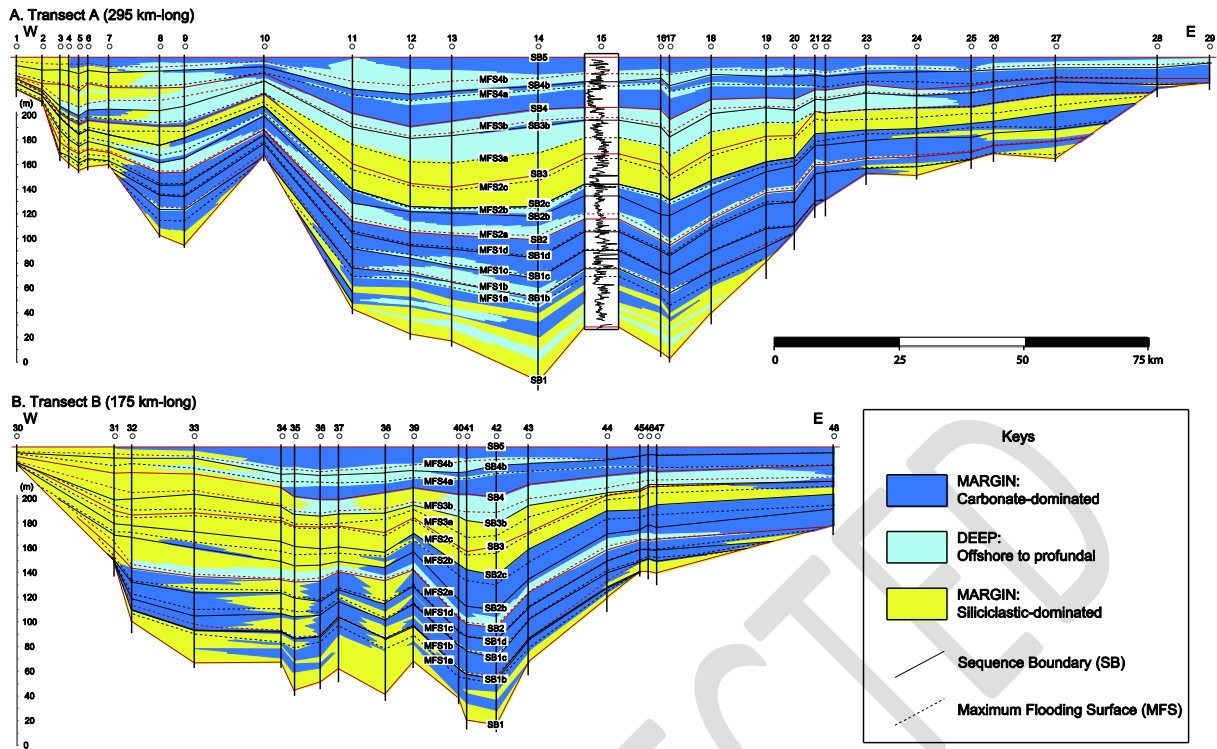 A. Transect A (295 km-long)
W
E
1 2 3 4 5 6 7 8 9 10 11 12 13 14 15 16 17 18 19 20 21 22 23 24 25 26 27 28 29
(m)
200
180
160
140
120
100
80
60
40
20
0
SB5
MFS4b
SB4b
MFS4a
SB4
MFS3b
SB3b
MFS3a
SB3
MFS2c
SB2c
MFS2b
SB2b
MFS2a
SB2
MFS1d
SB1d
MFS1c
SB1c
MFS1b
SB1b
MFS1a
SB1
0 25 50 75 km
B. Transect B (175 km-long)
W
E
30 31 32 33 34 35 36 37 38 39 40 41 42 43 44 45 46 47 48
(m)
200
180
160
140
120
100
80
60
40
20
0
SB5
MFS4b
SB4b
MFS4a
SB4
MFS3b
SB3b
MFS3a
SB3
MFS2c
MFS2b
SB2c
MFS2a
SB2b
MFS1d
SB2
MFS1c
SB1d
MFS1b
SB1c
MFS1a
SB1b
SB1
Keys
MARGIN:
Carbonate-dominated
DEEP:
Offshore to profundal
MARGIN:
Siliciclastic-dominated
Sequence Boundary (SB)
Maximum Flooding Surface (MFS)
CTED